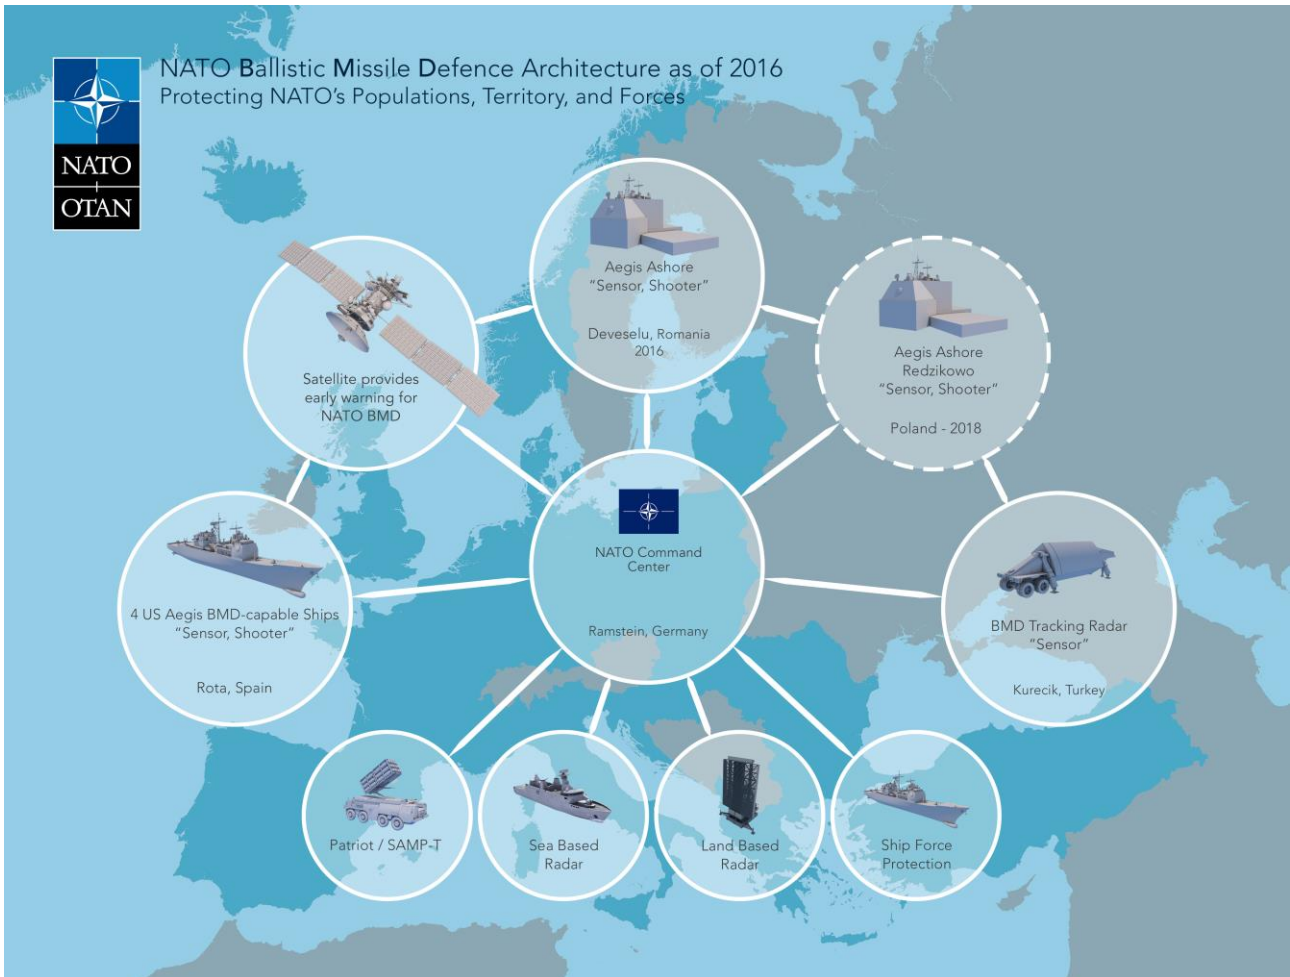 NATO Ballistic Missile Defence Architecture as of 2016
Protecting NATO's Populations, Territory, and Forces
NATO
OTAN
Aegis Ashore
"Sensor, Shooter"
Deveselu, Romania
2016
Satellite provides
early warning for
NATO BMD
Aegis Ashore
Redzikowo
"Sensor, Shooter"
Poland - 2018
NATO Command
Center
Ramstein, Germany
4 US Aegis BMD-capable Ships
"Sensor, Shooter"
Rota, Spain
BMD Tracking Radar
"Sensor"
Kurecik, Turkey
Patriot / SAMP-T
Sea Based
Radar
Land Based
Radar
Ship Force
Protection